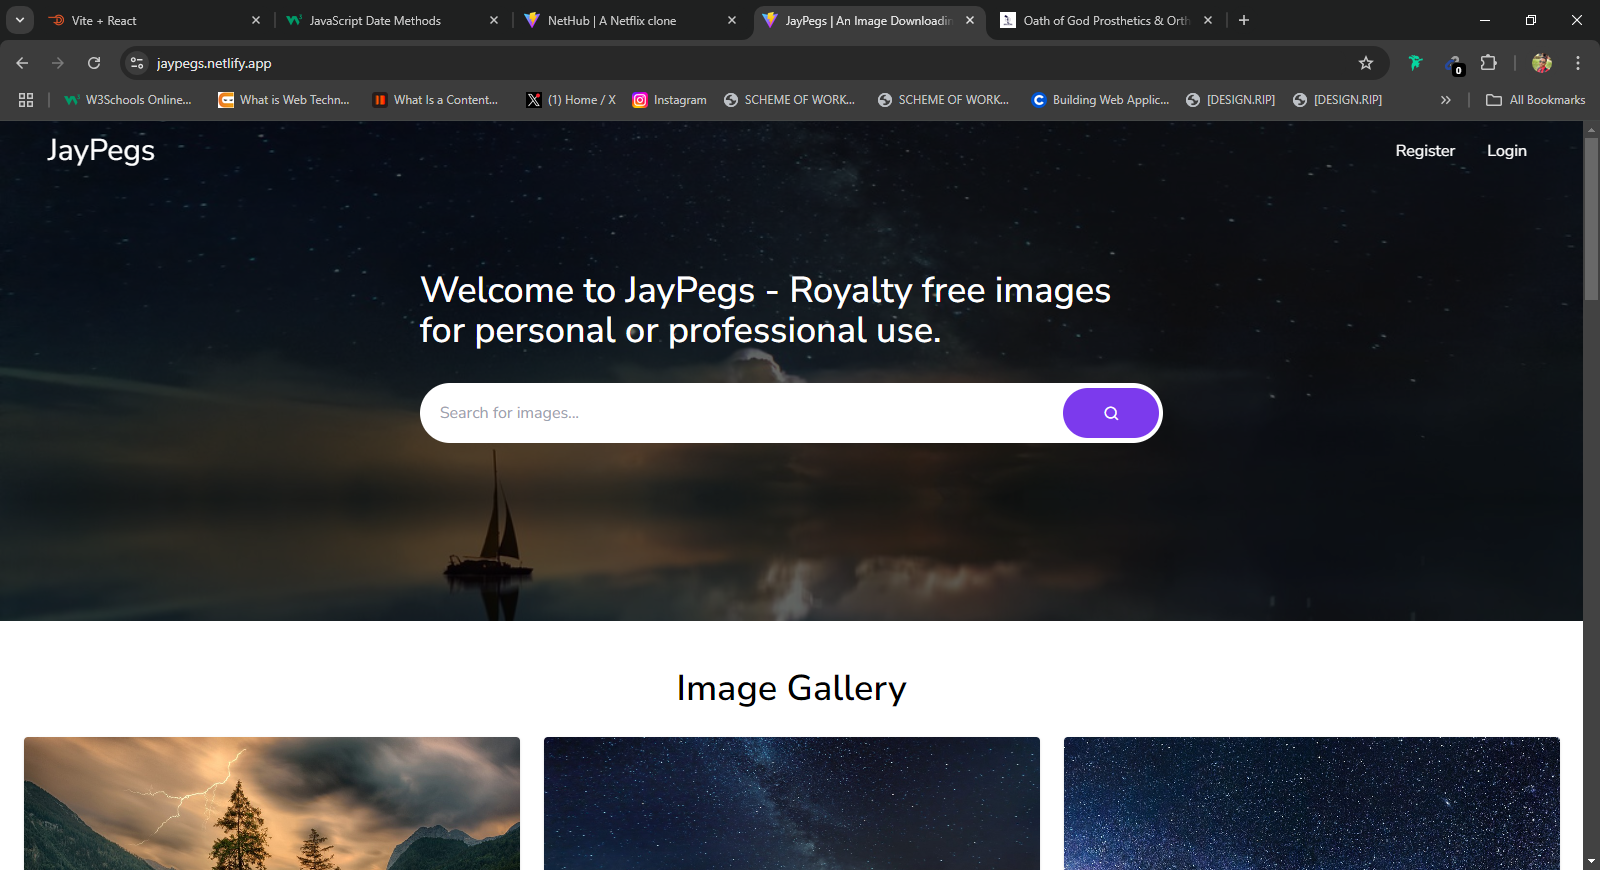 Vite + React
JavaScript Date Methods
NetHub | A Netflix clone
JayPegs | An Image Downloadin
Oath of God Prosthetics & Orth
jaypegs.netlify.app
0
W3Schools Online...
What is Web Techn...
What Is a Content...
(1) Home / X
Instagram
SCHEME OF WORK...
SCHEME OF WORK...
Building Web Applic...
[DESIGN.RIP]
[DESIGN.RIP]
All Bookmarks
JayPegs
Register
Login
Welcome to JayPegs - Royalty free images
for personal or professional use.
Search for images...
Image Gallery